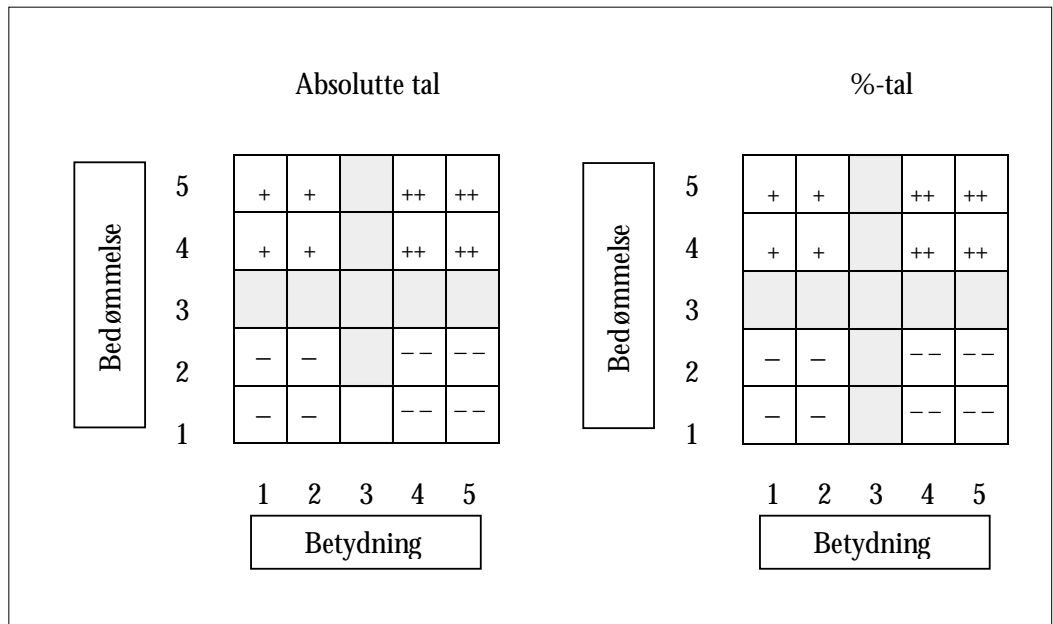 Absolutte tal
%-tal
Bedømmelse
5 + + ++ ++
4 + + ++ ++
3
2 – – – – – –
1 – – – – – –
1 2 3 4 5
Betydning
Bedømmelse
5 + + ++ ++
4 + + ++ ++
3
2 – – – – – –
1 – – – – – –
1 2 3 4 5
Betydning